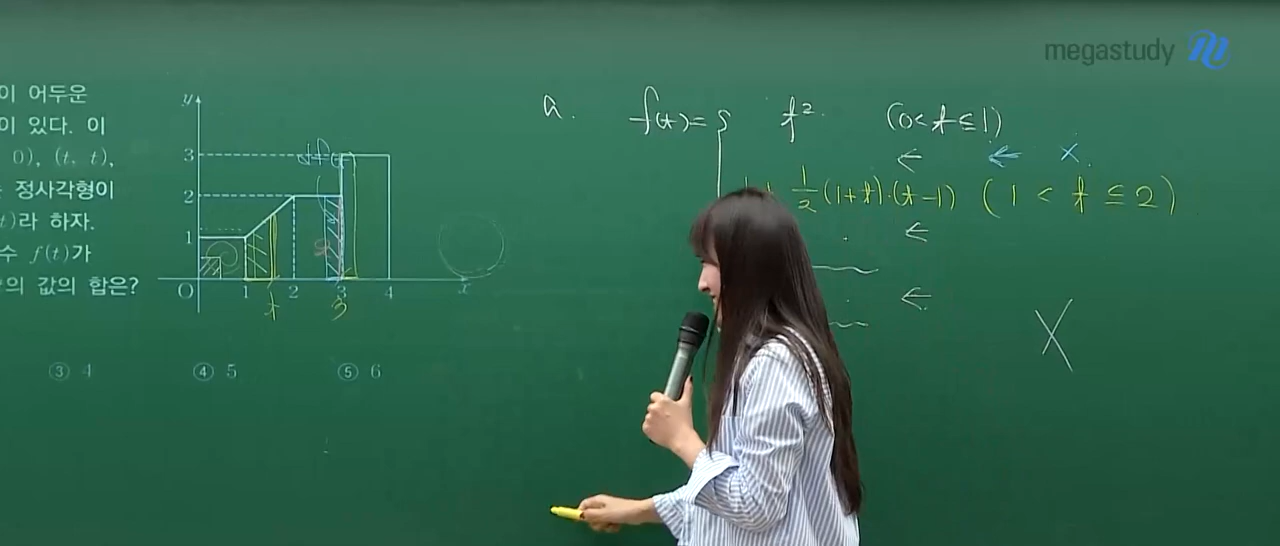 megastudy
이 어두운
이 있다. 이
0), (t, t),
정사각형이
t)라 하자.
수 f(t)가
의 값의 합은?
③ 4 ④ 5 ⑤ 6
y
3
2
1
O 1 2 3 4 x
t 3
a. f(t)= t² (0<t≦1)
← ← X
½(1+t)·(t-1) (1<t≦2)
←
←
X